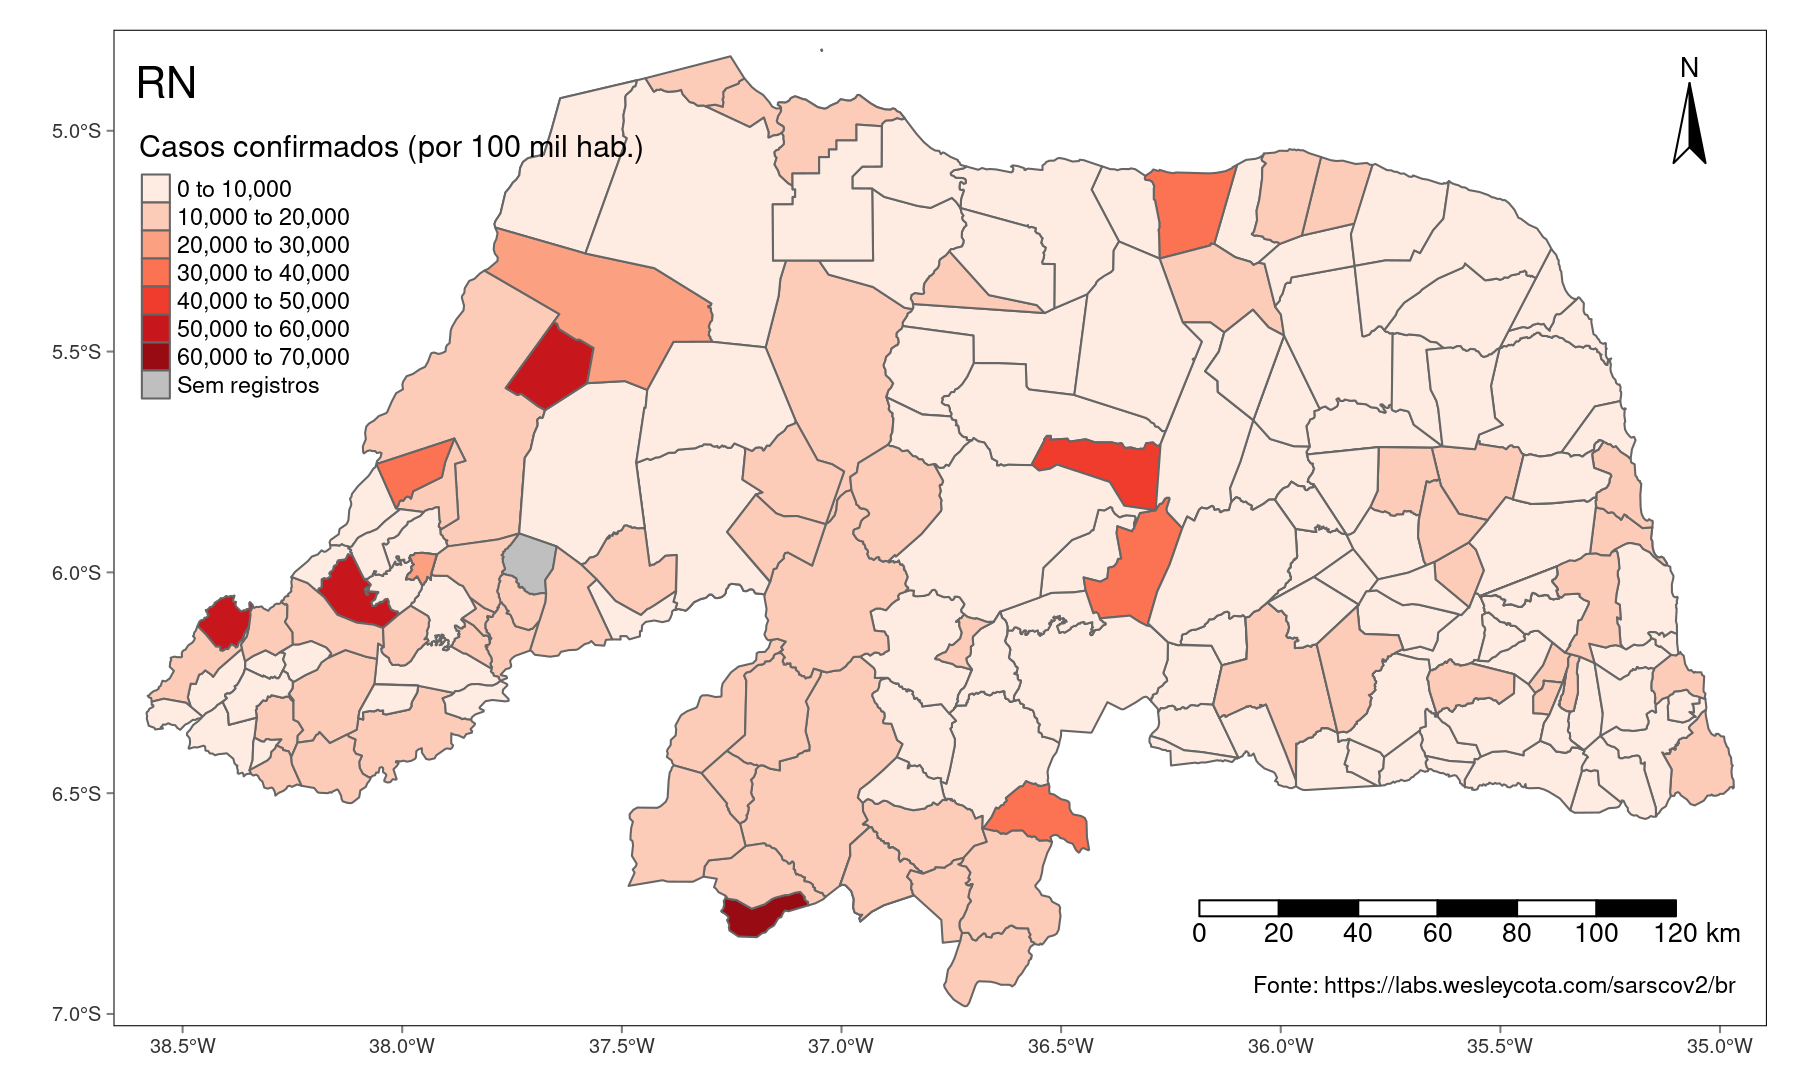 RN
N
Casos confirmados (por 100 mil hab.)
0 to 10,000
10,000 to 20,000
20,000 to 30,000
30,000 to 40,000
40,000 to 50,000
50,000 to 60,000
60,000 to 70,000
Sem registros
5.0°S
5.5°S
6.0°S
6.5°S
7.0°S
0 20 40 60 80 100 120 km
Fonte: https://labs.wesleycota.com/sarscov2/br
38.5°W 38.0°W 37.5°W 37.0°W 36.5°W 36.0°W 35.5°W 35.0°W